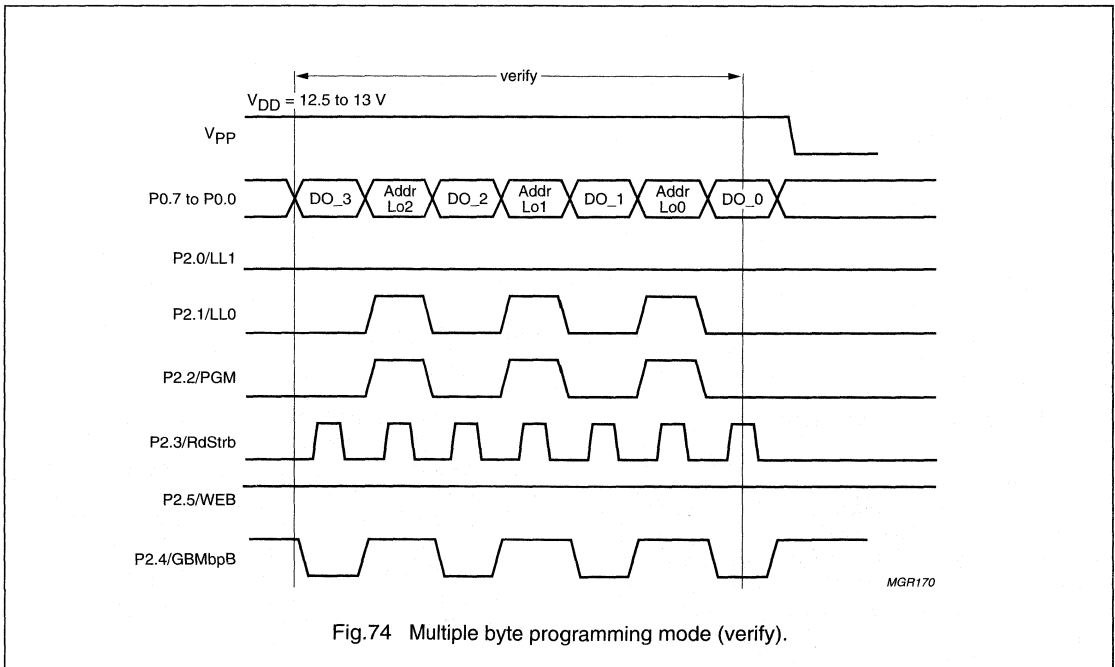 verify
VDD = 12.5 to 13 V
VPP
P0.7 to P0.0
DO_3
Addr
Lo2
DO_2
Addr
Lo1
DO_1
Addr
Lo0
DO_0
P2.0/LL1
P2.1/LL0
P2.2/PGM
P2.3/RdStrb
P2.5/WEB
P2.4/GBMbpB
MGR170
Fig.74 Multiple byte programming mode (verify).